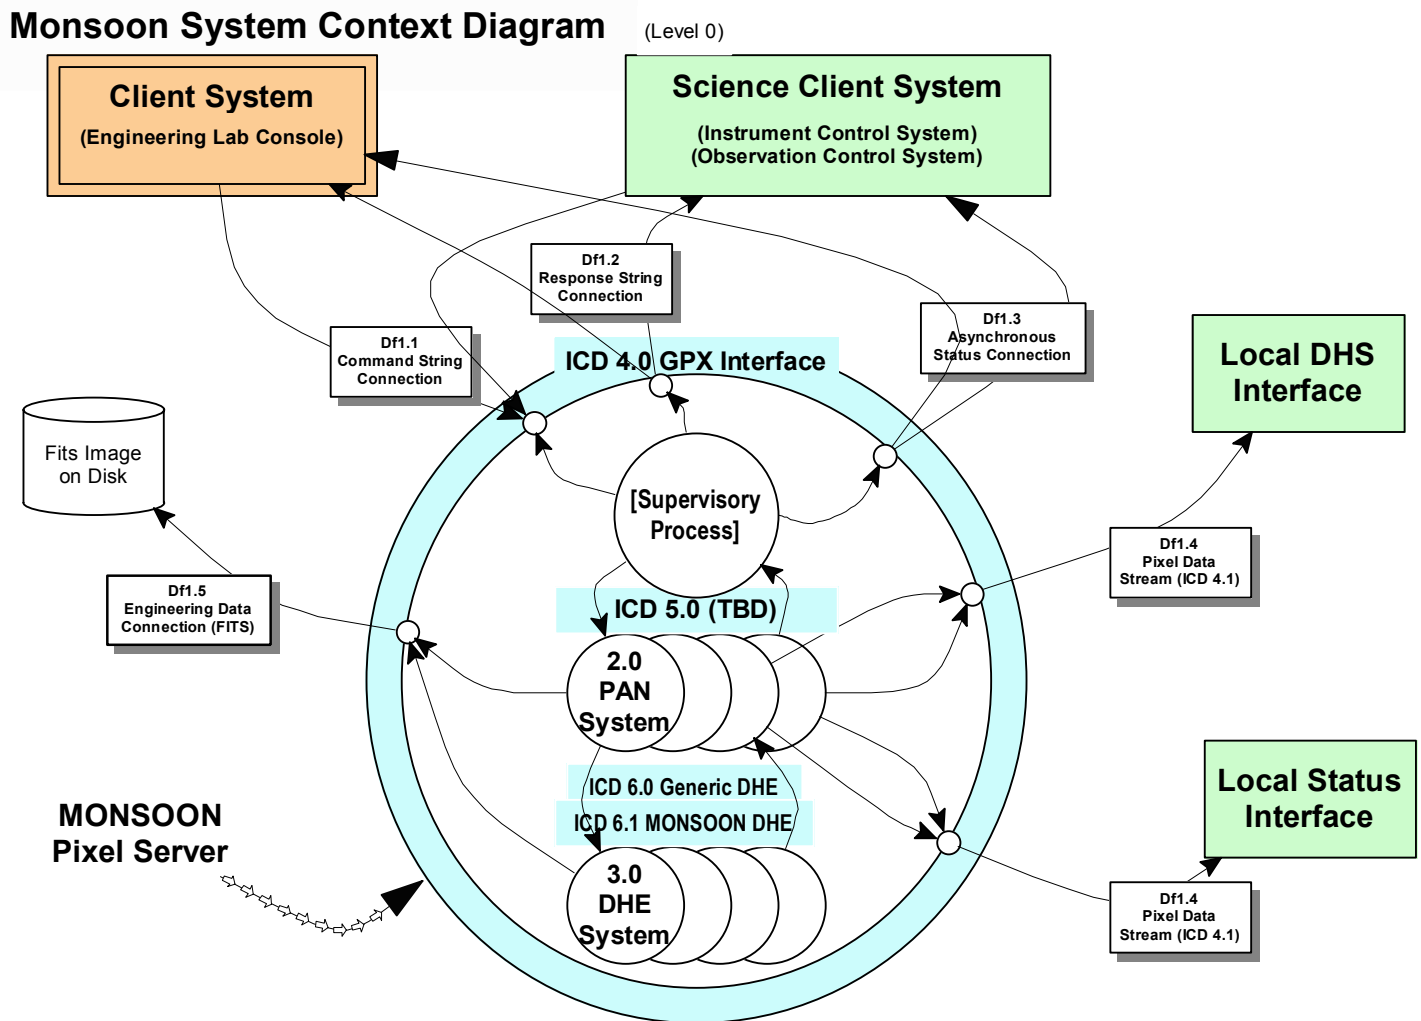 Monsoon System Context Diagram (Level 0)
Client System
(Engineering Lab Console)
Science Client System
(Instrument Control System)
(Observation Control System)
Df1.2
Response String
Connection
Df1.1
Command String
Connection
Df1.3
Asynchronous
Status Connection
ICD 4.0 GPX Interface
Local DHS
Interface
Fits Image
on Disk
[Supervisory
Process]
Df1.4
Pixel Data
Stream (ICD 4.1)
Df1.5
Engineering Data
Connection (FITS)
ICD 5.0 (TBD)
2.0
PAN
System
ICD 6.0 Generic DHE
ICD 6.1 MONSOON DHE
Local Status
Interface
MONSOON
Pixel Server
3.0
DHE
System
Df1.4
Pixel Data
Stream (ICD 4.1)